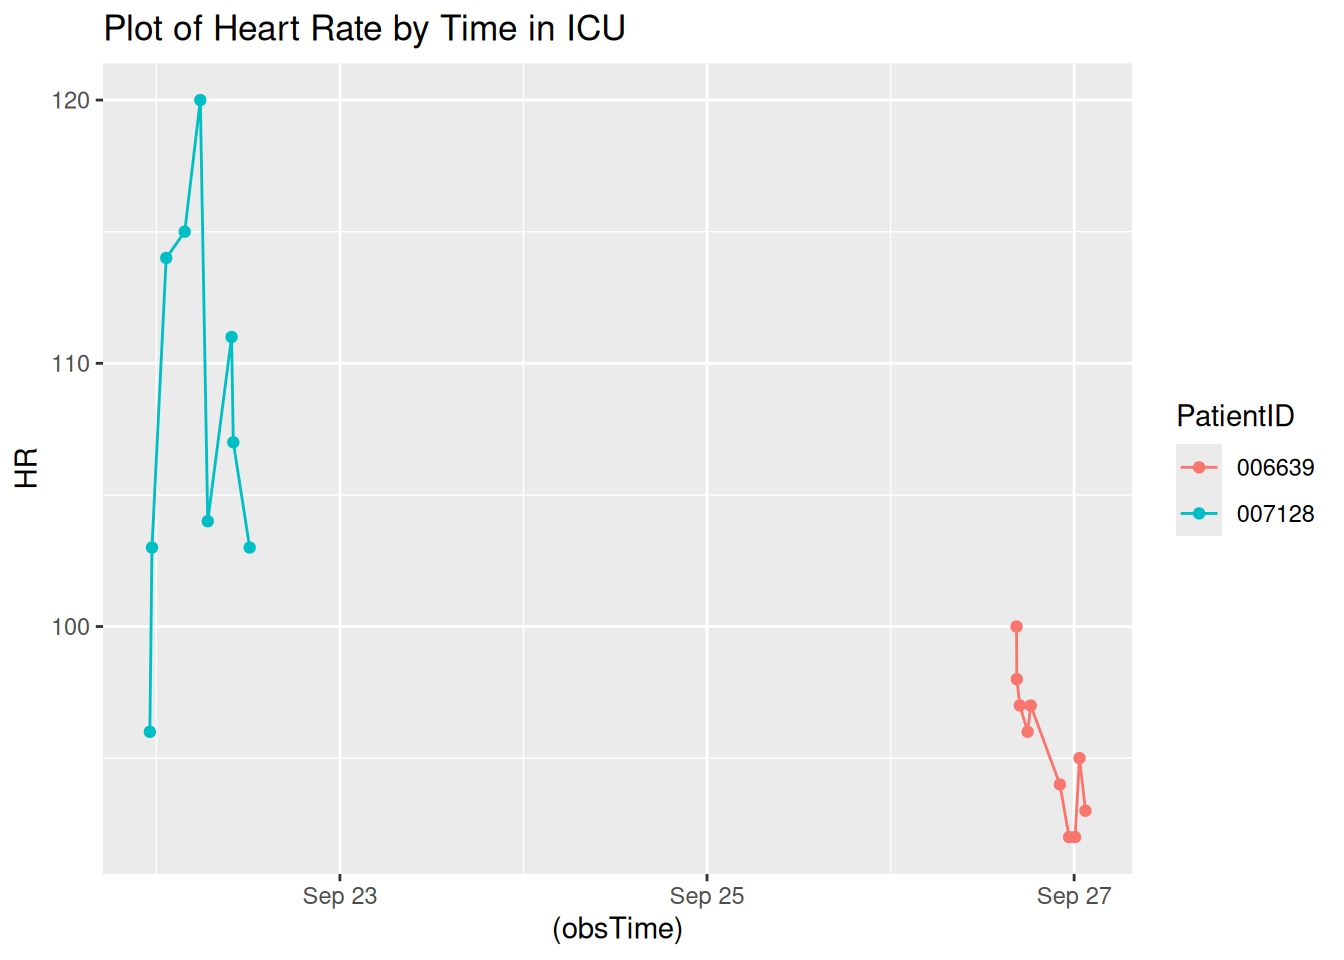 Plot of Heart Rate by Time in ICU
120
110
100
HR
Sep 23
Sep 25
Sep 27
(obsTime)
PatientID
006639
007128